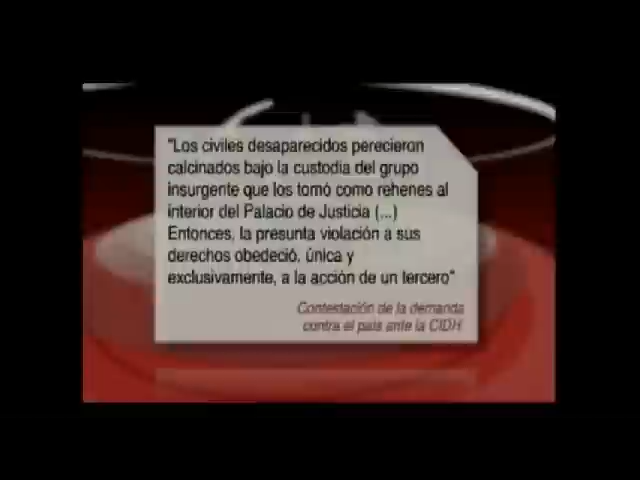 "Los civiles desaparecidos perecieron
calcinados bajo la custodia del grupo
insurgente que los tomó como rehenes al
interior del Palacio de Justicia (...)
Entonces, la presunta violación a sus
derechos obedeció, única y
exclusivamente, a la acción de un tercero"
Contestación de la demanda
contra el país ante la CIDH